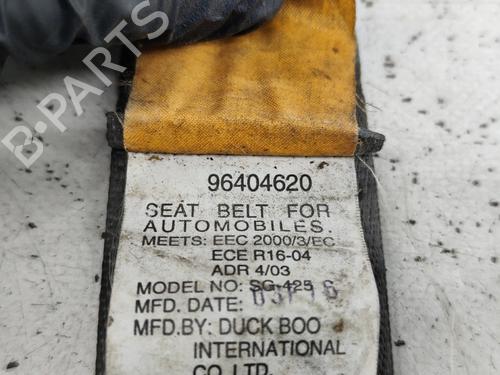 96404620
SEAT BELT FOR
AUTOMOBILES.
MEETS: EEC 2000/3/EC
ECE R16-04
ADR 4/03
MODEL NO: SG-425
MFD. DATE:
MFD.BY: DUCK BOO
INTERNATIONAL
CO.,LTD.
B-PARTS